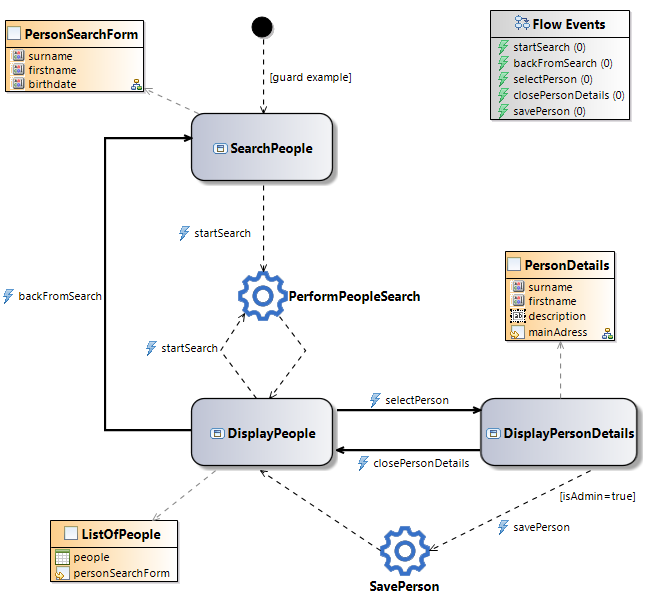 PersonSearchForm
surname
firstname
birthdate
[guard example]
Flow Events
startSearch (0)
backFromSearch (0)
selectPerson (0)
closePersonDetails (0)
savePerson (0)
SearchPeople
startSearch
backFromSearch
PerformPeopleSearch
startSearch
PersonDetails
surname
firstname
description
mainAdress
DisplayPeople
selectPerson
closePersonDetails
DisplayPersonDetails
[isAdmin=true]
savePerson
ListOfPeople
people
personSearchForm
SavePerson